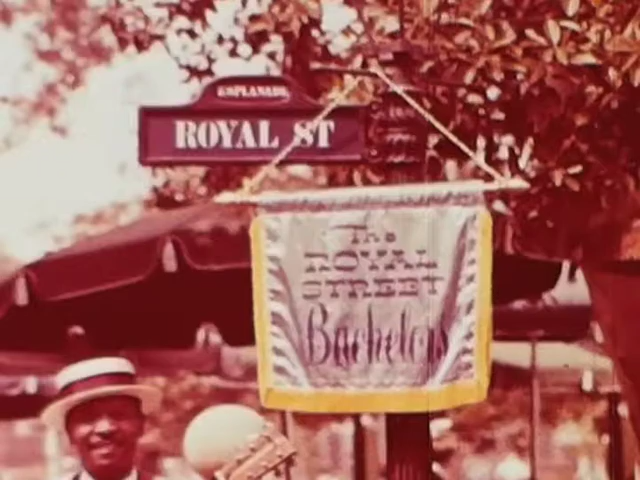 ESPLANADE
ROYAL ST
The
ROYAL
STREET
Bachelors